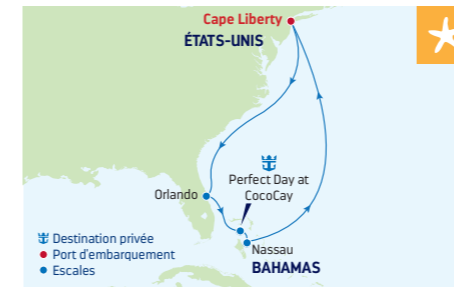 Cape Liberty
ÉTATS-UNIS
Perfect Day at
CocoCay
Orlando
Nassau
BAHAMAS
Destination privée
Port d'embarquement
Escales